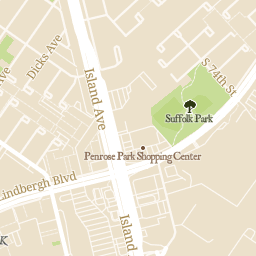 Dicks Ave
Island Ave
S 74th St
Suffolk Park
Penrose Park Shopping Center
Lindbergh Blvd
Island